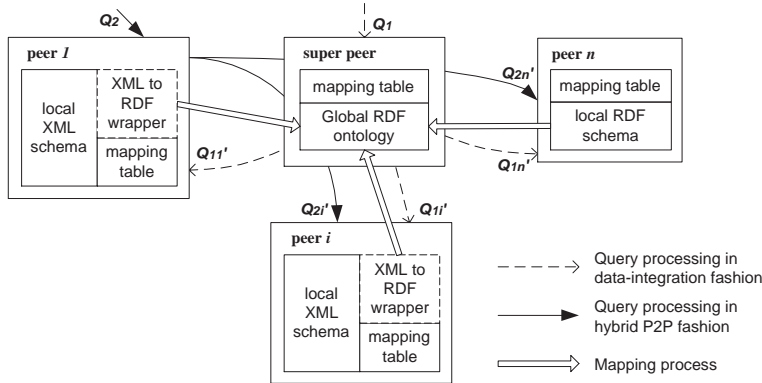 Q2
Q1
peer 1
local
XML
schema
XML to
RDF
wrapper
mapping
table
super peer
mapping table
Global RDF
ontology
peer n
mapping table
local RDF
schema
Q2n'
Q11'
Q1n'
Q2i'
Q1i'
peer i
local
XML
schema
XML to
RDF
wrapper
mapping
table
Query processing in
data-integration fashion
Query processing in
hybrid P2P fashion
Mapping process